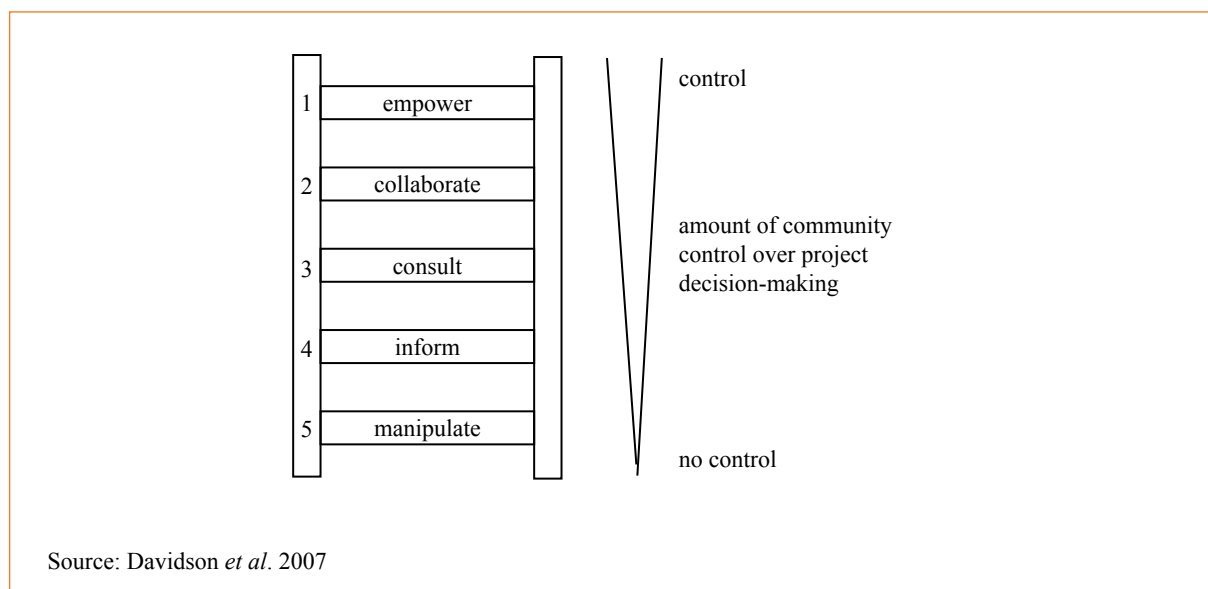 1 empower
2 collaborate
3 consult
4 inform
5 manipulate
control
amount of community
control over project
decision-making
no control
Source: Davidson et al. 2007